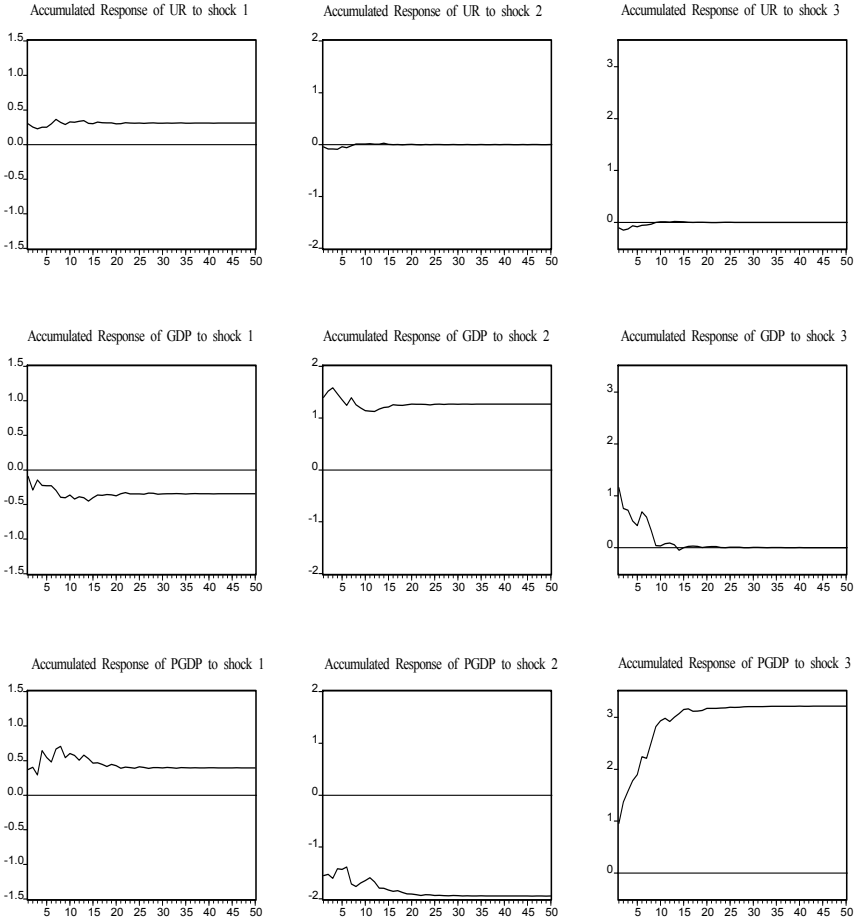 Accumulated Response of UR to shock 1
Accumulated Response of UR to shock 2
Accumulated Response of UR to shock 3
1.5
1.0
0.5
0.0
-0.5
-1.0
-1.5
5 10 15 20 25 30 35 40 45 50
2
1
0
-1
-2
5 10 15 20 25 30 35 40 45 50
3
2
1
0
5 10 15 20 25 30 35 40 45 50
Accumulated Response of GDP to shock 1
Accumulated Response of GDP to shock 2
Accumulated Response of GDP to shock 3
1.5
1.0
0.5
0.0
-0.5
-1.0
-1.5
5 10 15 20 25 30 35 40 45 50
2
1
0
-1
-2
5 10 15 20 25 30 35 40 45 50
3
2
1
0
5 10 15 20 25 30 35 40 45 50
Accumulated Response of PGDP to shock 1
Accumulated Response of PGDP to shock 2
Accumulated Response of PGDP to shock 3
1.5
1.0
0.5
0.0
-0.5
-1.0
-1.5
5 10 15 20 25 30 35 40 45 50
2
1
0
-1
-2
5 10 15 20 25 30 35 40 45 50
3
2
1
0
5 10 15 20 25 30 35 40 45 50